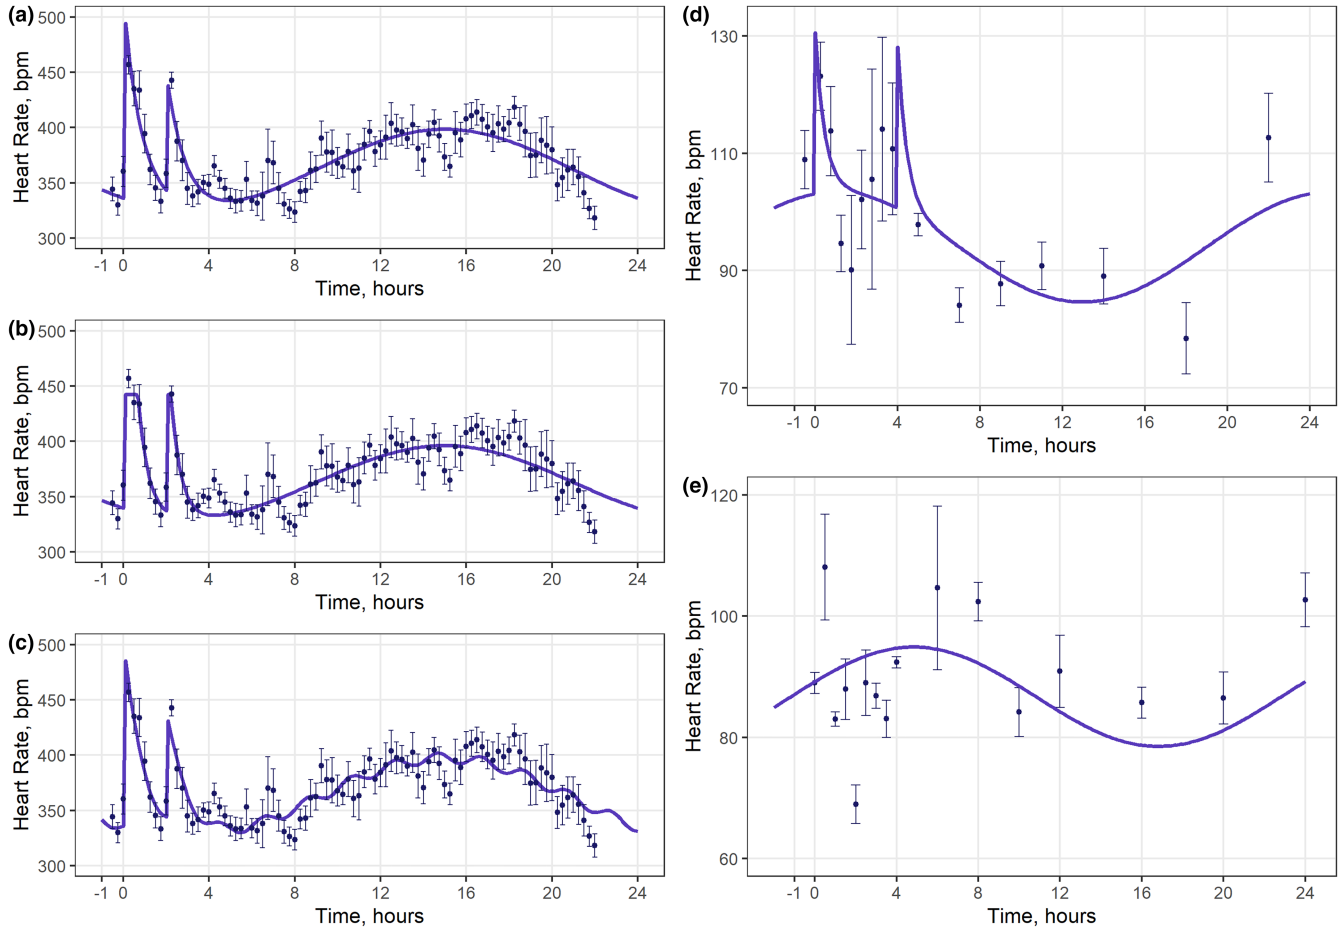 (a)
500
450
400
350
300
Heart Rate, bpm
-1 0 4 8 12 16 20 24
Time, hours
(b)
500
450
400
350
300
Heart Rate, bpm
-1 0 4 8 12 16 20 24
Time, hours
(c)
500
450
400
350
300
Heart Rate, bpm
-1 0 4 8 12 16 20 24
Time, hours
(d)
130
110
90
70
Heart Rate, bpm
-1 0 4 8 12 16 20 24
Time, hours
(e)
120
100
80
60
Heart Rate, bpm
-1 0 4 8 12 16 20 24
Time, hours